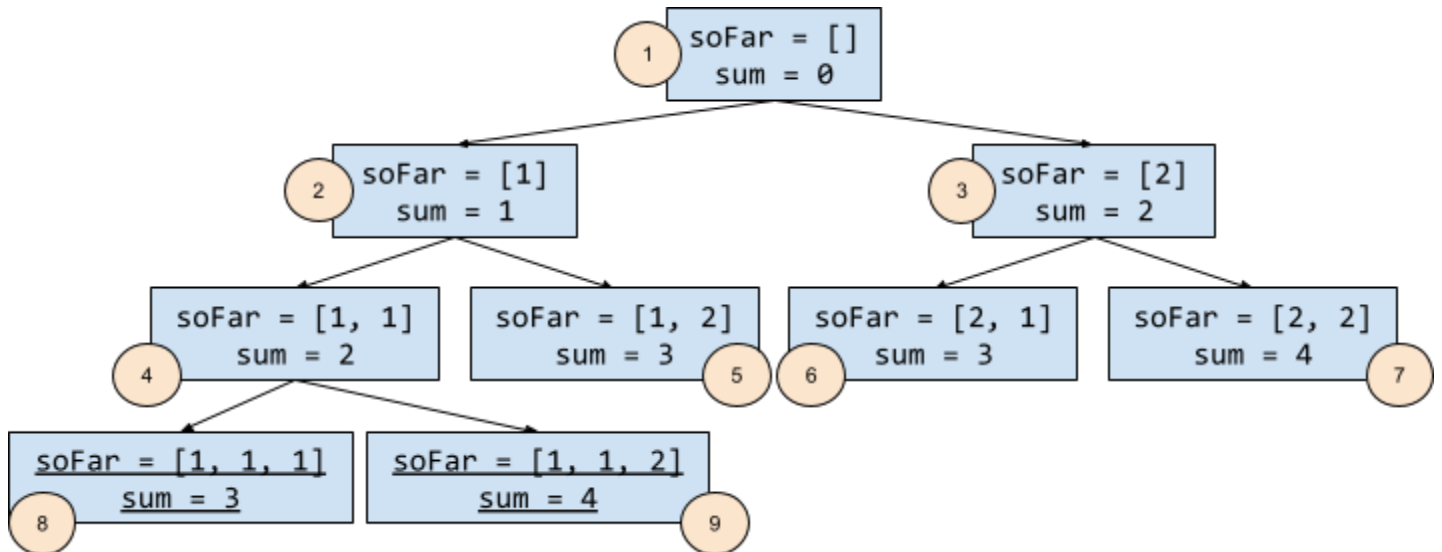 1
soFar = []
sum = 0
2
soFar = [1]
sum = 1
3
soFar = [2]
sum = 2
soFar = [1, 1]
sum = 2
4
soFar = [1, 2]
sum = 3
5
soFar = [2, 1]
sum = 3
6
soFar = [2, 2]
sum = 4
7
soFar = [1, 1, 1]
sum = 3
8
soFar = [1, 1, 2]
sum = 4
9